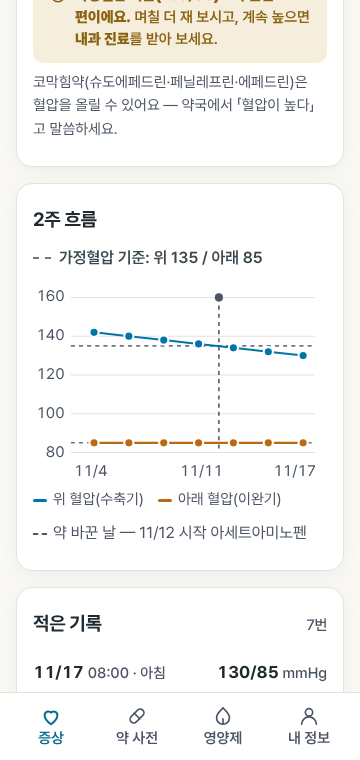 편이에요. 며칠 더 재 보시고, 계속 높으면
내과 진료를 받아 보세요.
코막힘약(슈도에페드린·페닐레프린·에페드린)은
혈압을 올릴 수 있어요 — 약국에서 「혈압이 높다」
고 말씀하세요.
2주 흐름
가정혈압 기준: 위 135 / 아래 85
160
140
120
100
80
11/4 11/11 11/17
위 혈압(수축기) 아래 혈압(이완기)
약 바꾼 날 — 11/12 시작 아세트아미노펜
적은 기록 7번
11/17 08:00 · 아침 130/85 mmHg
증상 약 사전 영양제 내 정보